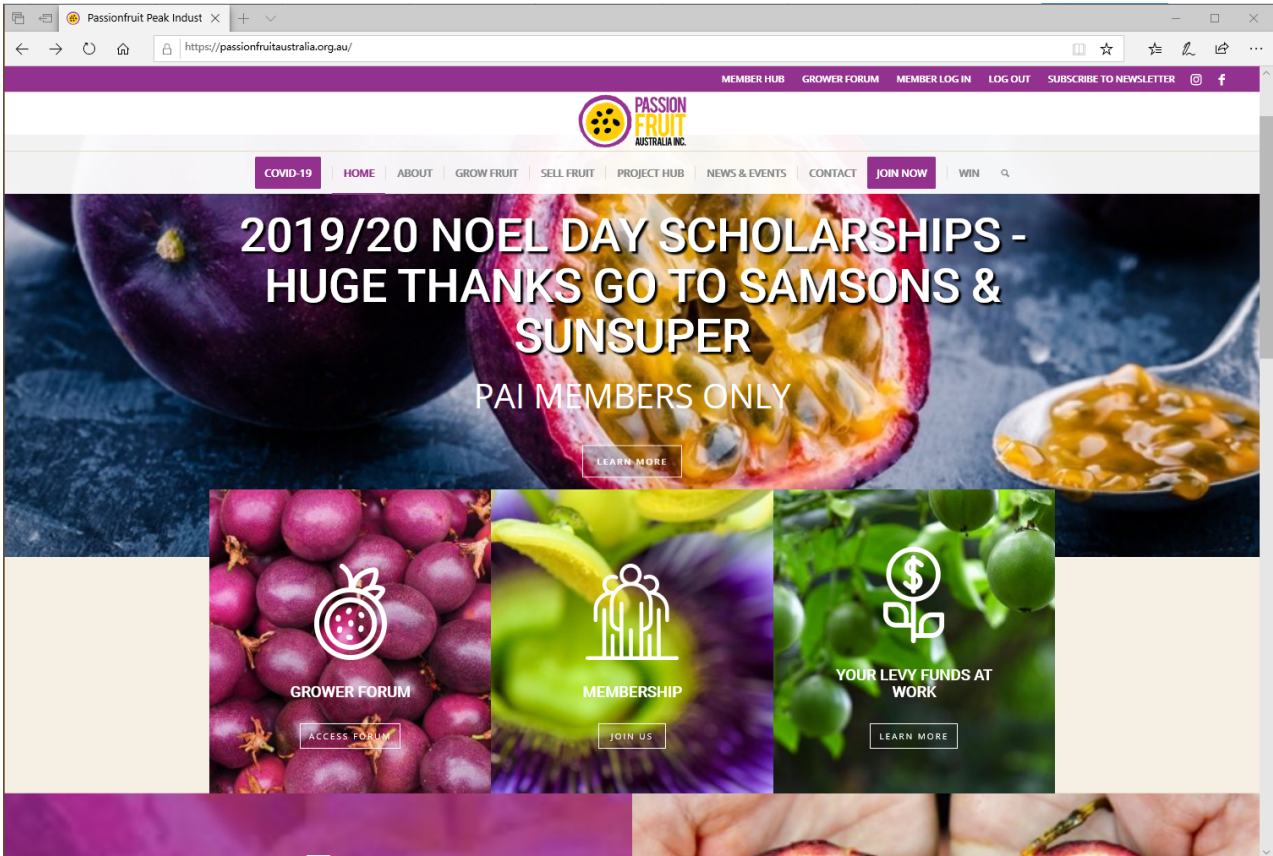 Passionfruit Peak Indust
https://passionfruitaustralia.org.au/
MEMBER HUB GROWER FORUM MEMBER LOG IN LOG OUT SUBSCRIBE TO NEWSLETTER
PASSION
FRUIT
AUSTRALIA INC.
COVID-19 HOME ABOUT GROW FRUIT SELL FRUIT PROJECT HUB NEWS & EVENTS CONTACT JOIN NOW WIN
2019/20 NOEL DAY SCHOLARSHIPS -
HUGE THANKS GO TO SAMSONS &
SUNSUPER
PAI MEMBERS ONLY
LEARN MORE
GROWER FORUM
ACCESS FORUM
MEMBERSHIP
JOIN US
YOUR LEVY FUNDS AT
WORK
LEARN MORE